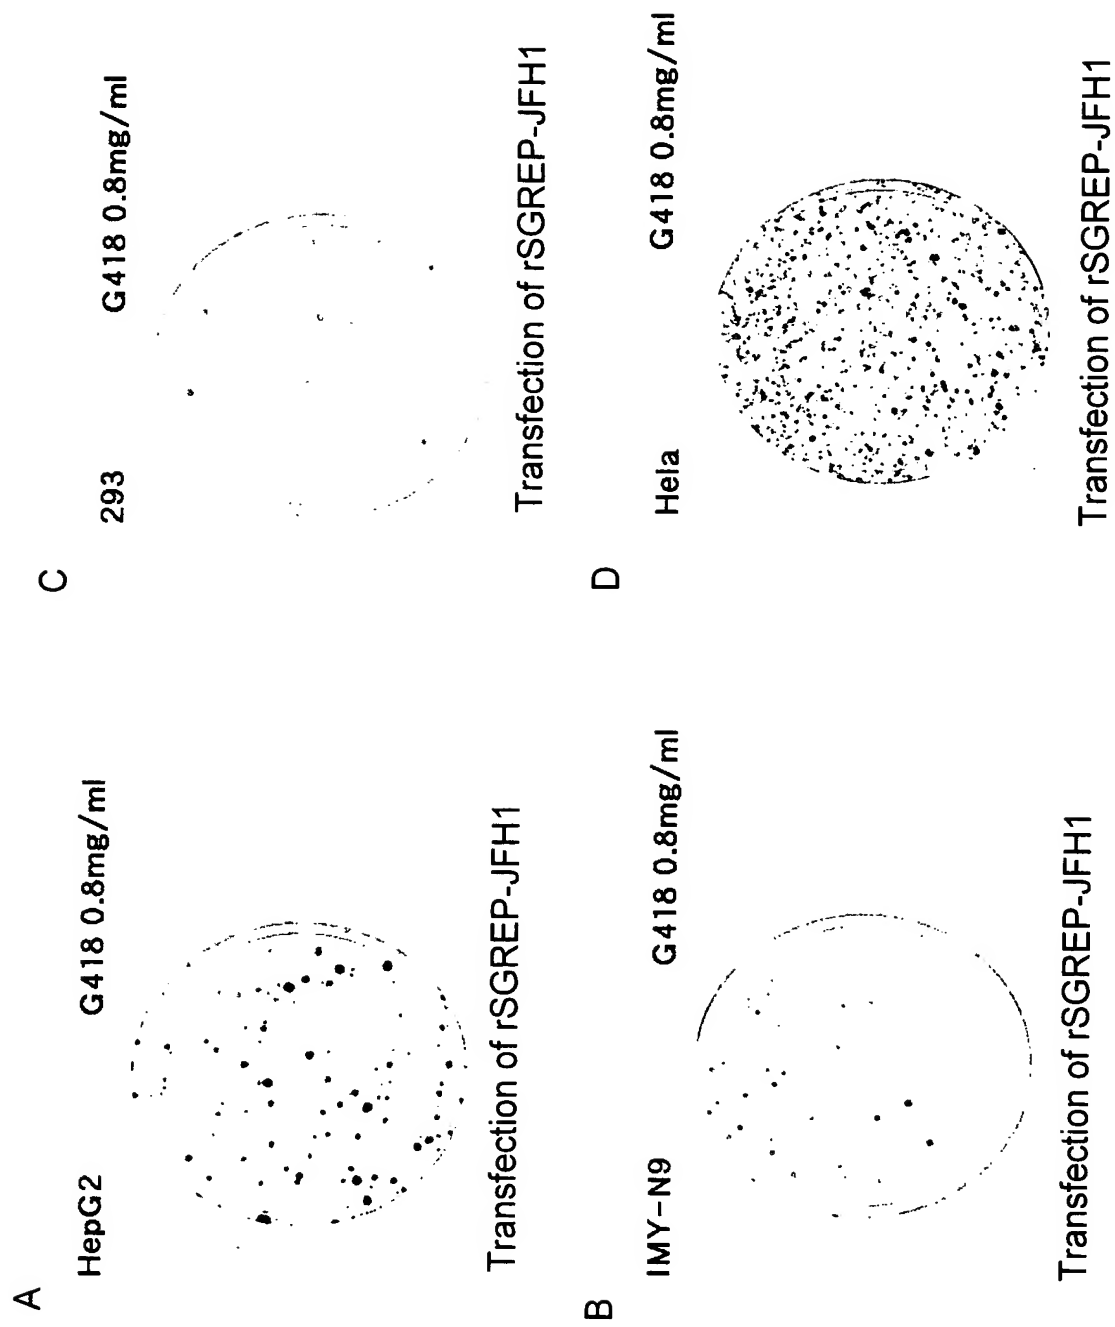 A
HepG2 G418 0.8mg/ml
Transfection of rSGREP-JFH1
B
IMY-N9 G418 0.8mg/ml
Transfection of rSGREP-JFH1
C
293 G418 0.8mg/ml
Transfection of rSGREP-JFH1
D
Hela G418 0.8mg/ml
Transfection of rSGREP-JFH1